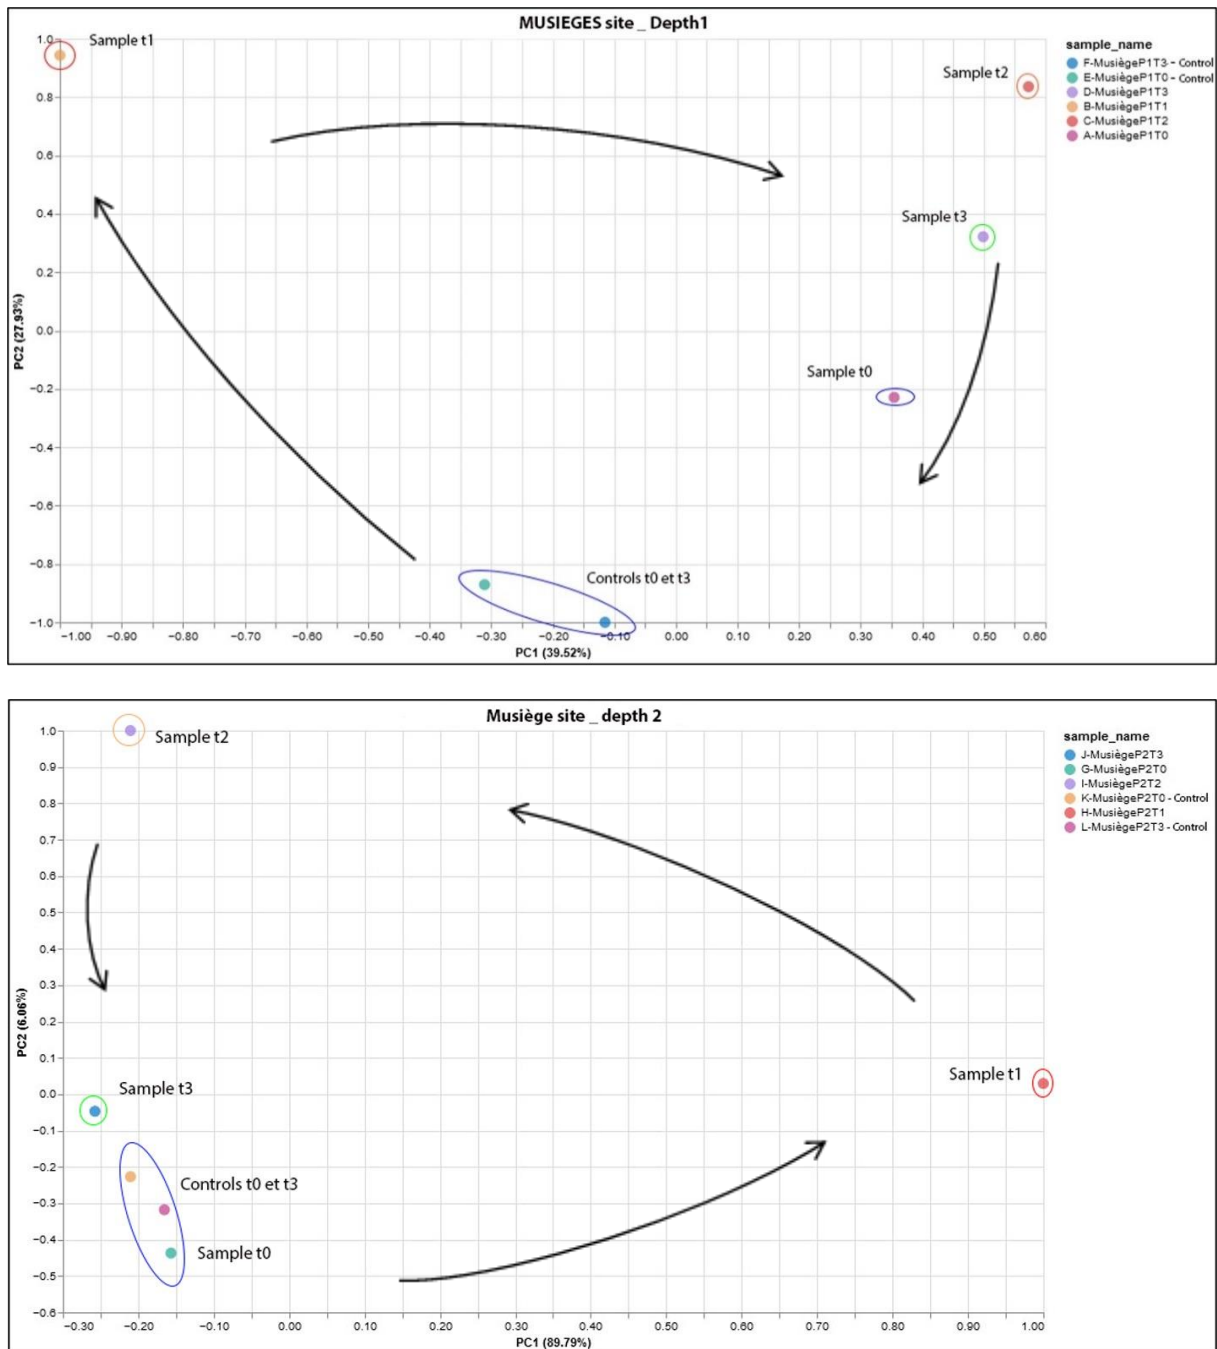 MUSIEGES site _ Depth1
Sample t1
Sample t2
Sample t3
Sample t0
Controls t0 et t3
1.0
0.8
0.6
0.4
0.2
0.0
−0.2
−0.4
−0.6
−0.8
−1.0
PC2 (27.93%)
−1.00 −0.90 −0.80 −0.70 −0.60 −0.50 −0.40 −0.30 −0.20 −0.10 0.00 0.10 0.20 0.30 0.40 0.50 0.60
PC1 (39.52%)
sample_name
F-MusiègeP1T3 - Control
E-MusiègeP1T0 - Control
D-MusiègeP1T3
B-MusiègeP1T1
C-MusiègeP1T2
A-MusiègeP1T0
Musiège site _ depth 2
Sample t2
Sample t1
Sample t3
Controls t0 et t3
Sample t0
1.0
0.9
0.8
0.7
0.6
0.5
0.4
0.3
0.2
0.1
0.0
−0.1
−0.2
−0.3
−0.4
−0.5
−0.6
PC2 (6.06%)
−0.30 −0.20 −0.10 0.00 0.10 0.20 0.30 0.40 0.50 0.60 0.70 0.80 0.90 1.00
PC1 (89.79%)
sample_name
J-MusiègeP2T3
G-MusiègeP2T0
I-MusiègeP2T2
K-MusiègeP2T0 - Control
H-MusiègeP2T1
L-MusiègeP2T3 - Control